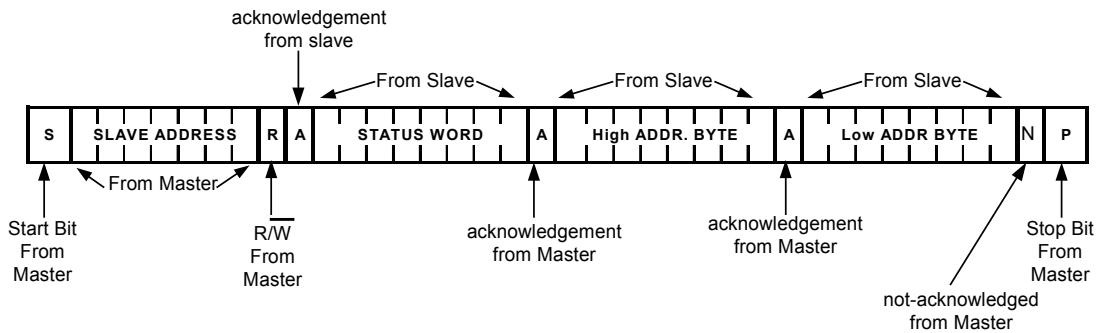 acknowledgement
from slave
From Slave
From Slave
From Slave
S
SLAVE ADDRESS
R
A
STATUS WORD
A
High ADDR. BYTE
A
Low ADDR BYTE
N
P
From Master
Start Bit
From
Master
R/W
From
Master
acknowledgement
from Master
acknowledgement
from Master
not-acknowledged
from Master
Stop Bit
From
Master